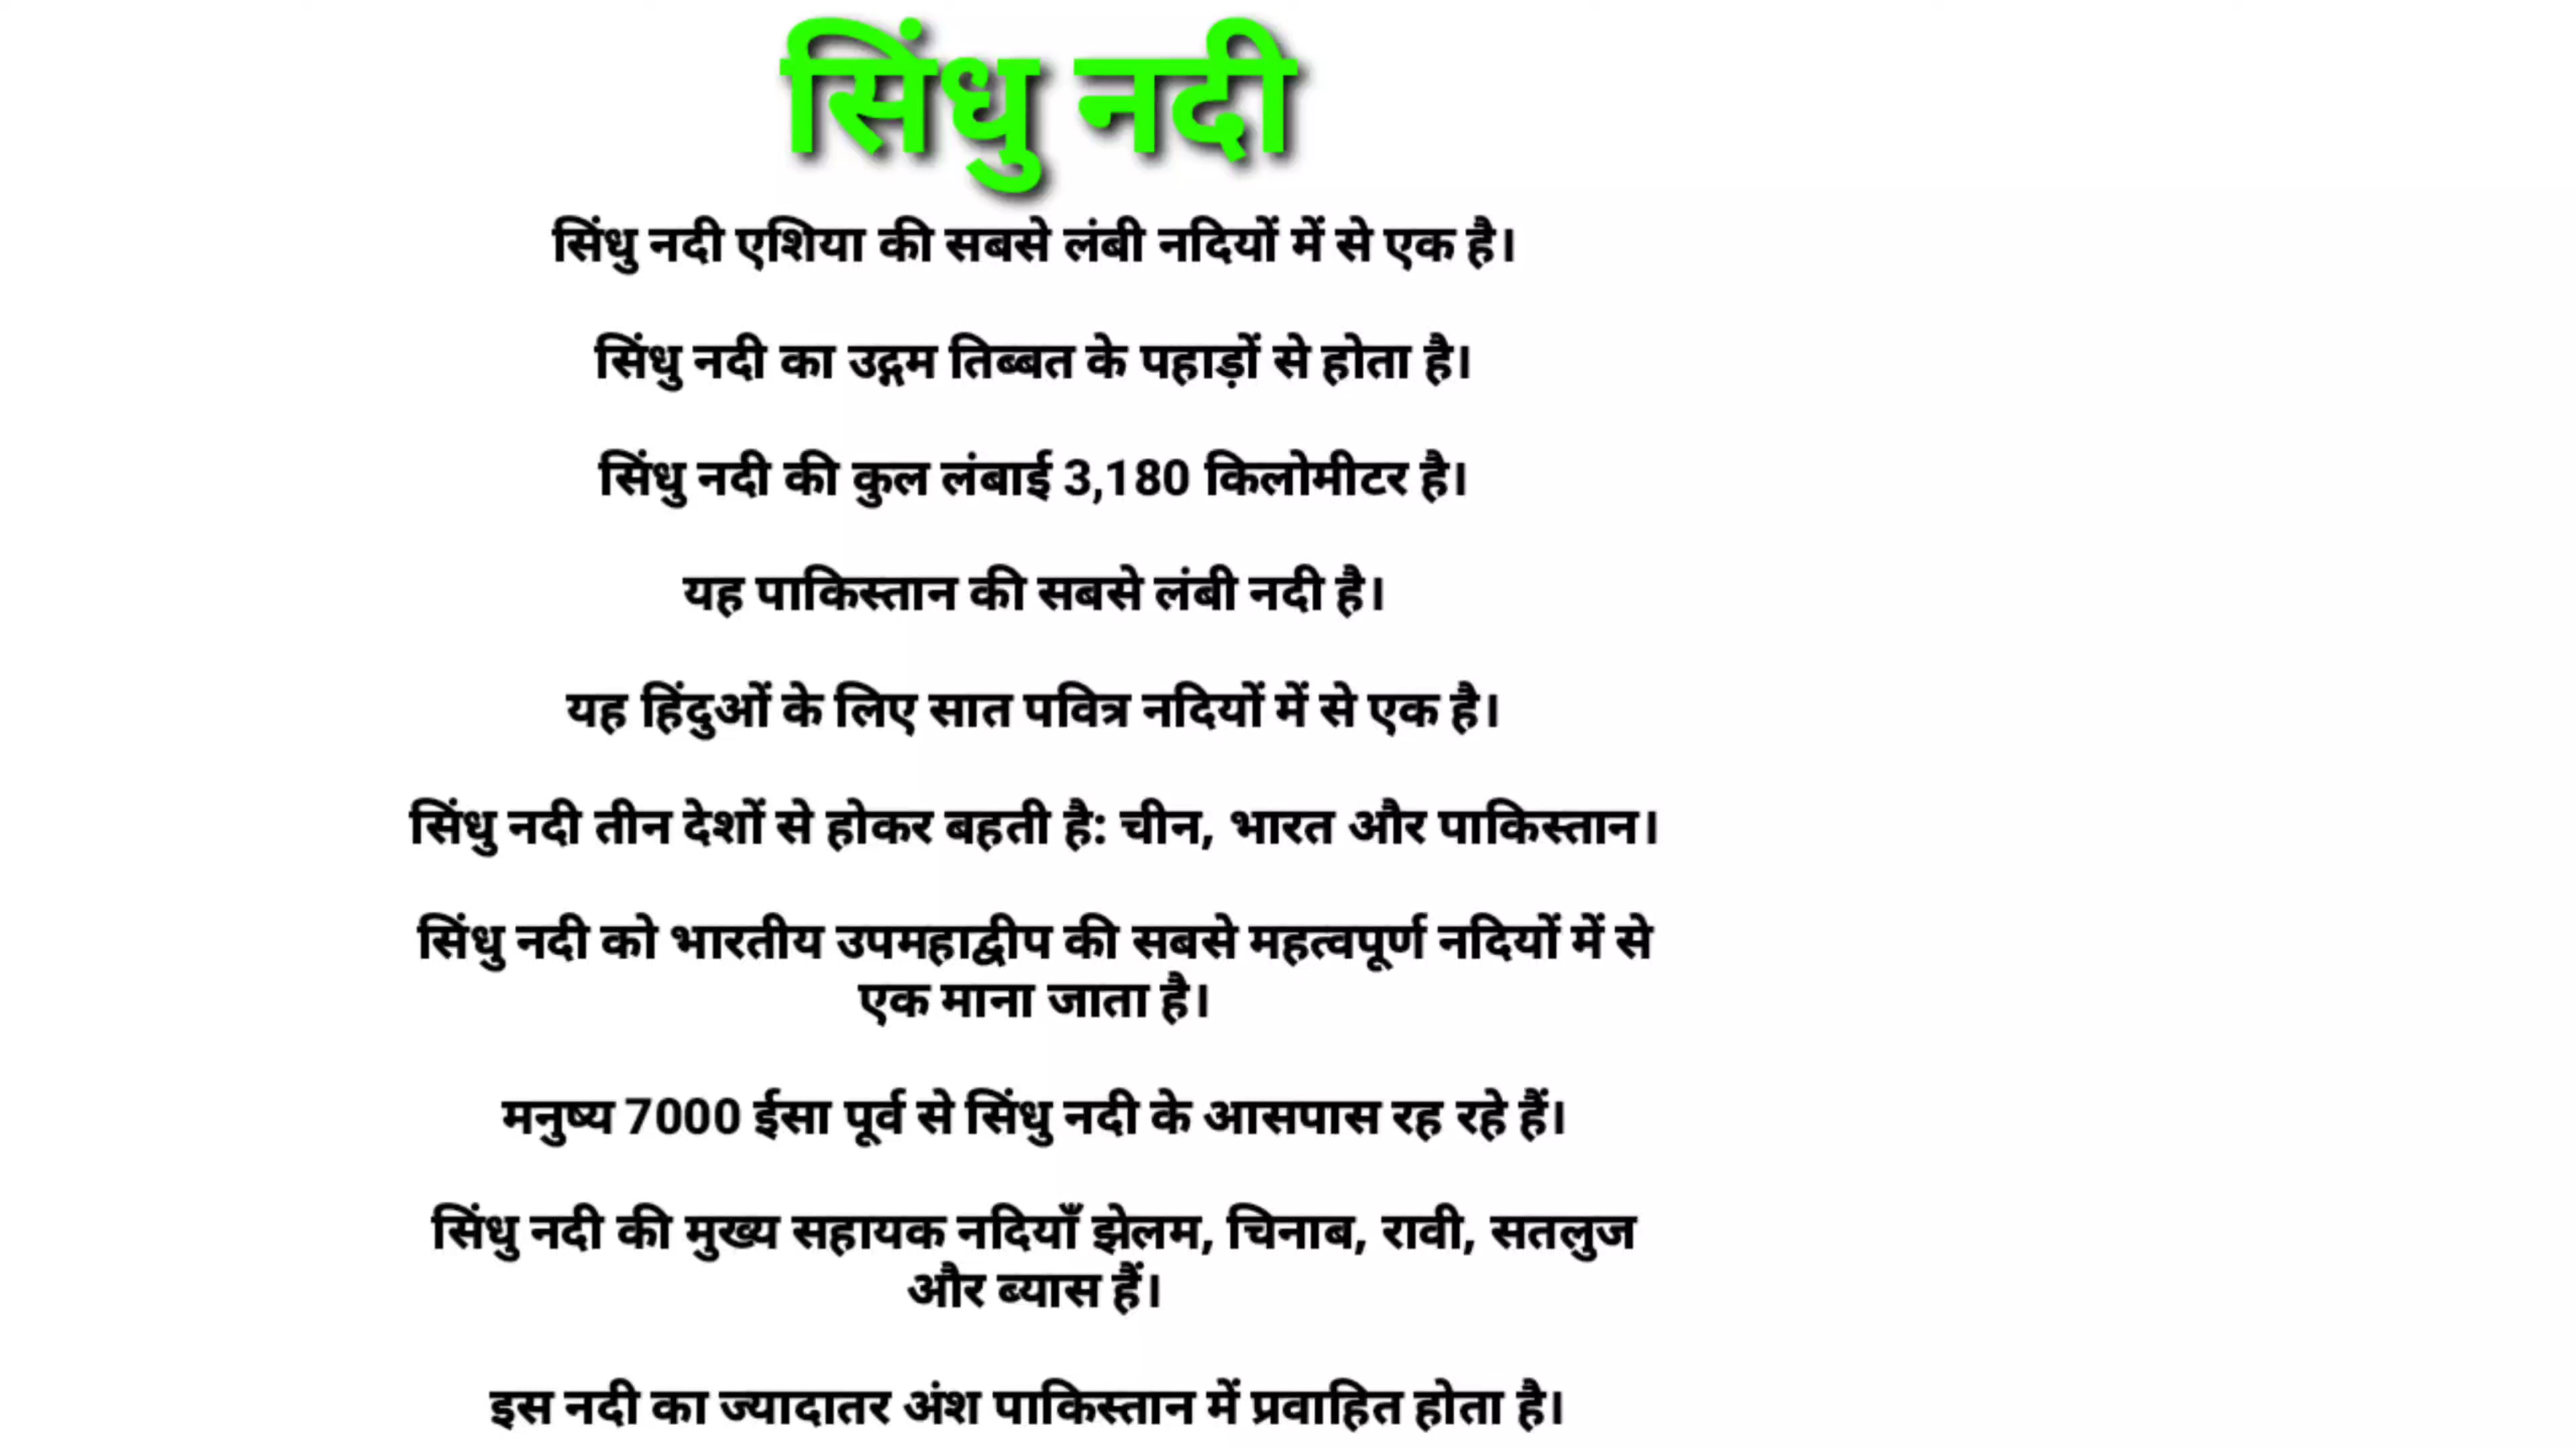 सिंधु नदी
सिंधु नदी एशिया की सबसे लंबी नदियों में से एक है।
सिंधु नदी का उद्गम तिब्बत के पहाड़ों से होता है।
सिंधु नदी की कुल लंबाई 3,180 किलोमीटर है।
यह पाकिस्तान की सबसे लंबी नदी है।
यह हिंदुओं के लिए सात पवित्र नदियों में से एक है।
सिंधु नदी तीन देशों से होकर बहती है: चीन, भारत और पाकिस्तान।
सिंधु नदी को भारतीय उपमहाद्वीप की सबसे महत्वपूर्ण नदियों में से
एक माना जाता है।
मनुष्य 7000 ईसा पूर्व से सिंधु नदी के आसपास रह रहे हैं।
सिंधु नदी की मुख्य सहायक नदियाँ झेलम, चिनाब, रावी, सतलुज
और ब्यास हैं।
इस नदी का ज्यादातर अंश पाकिस्तान में प्रवाहित होता है।